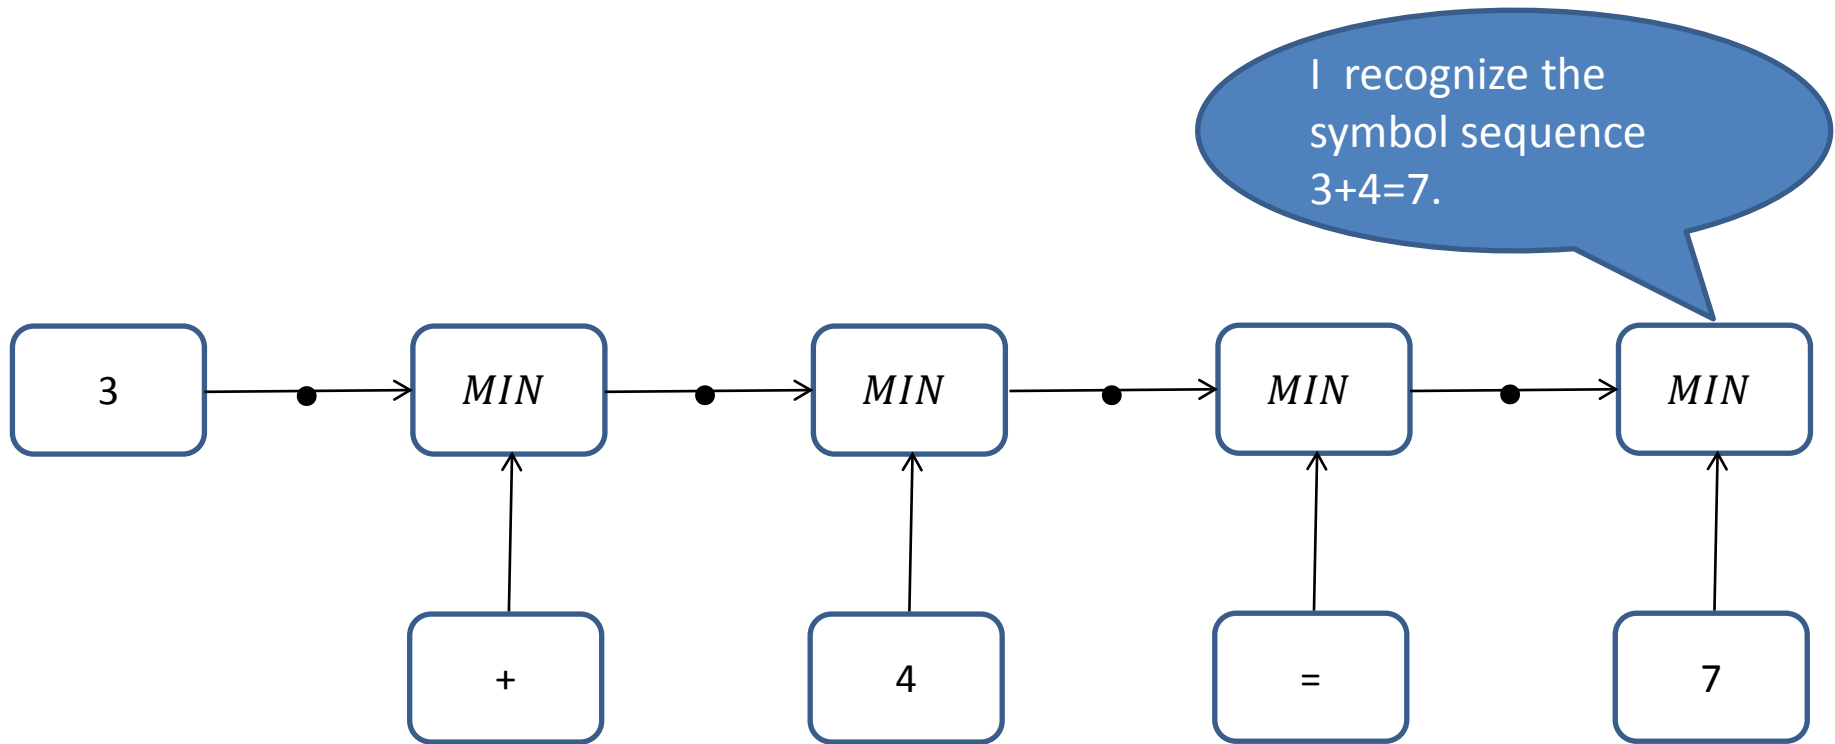 I recognize the
symbol sequence
3+4=7.
3
MIN
MIN
MIN
MIN
+
4
=
7